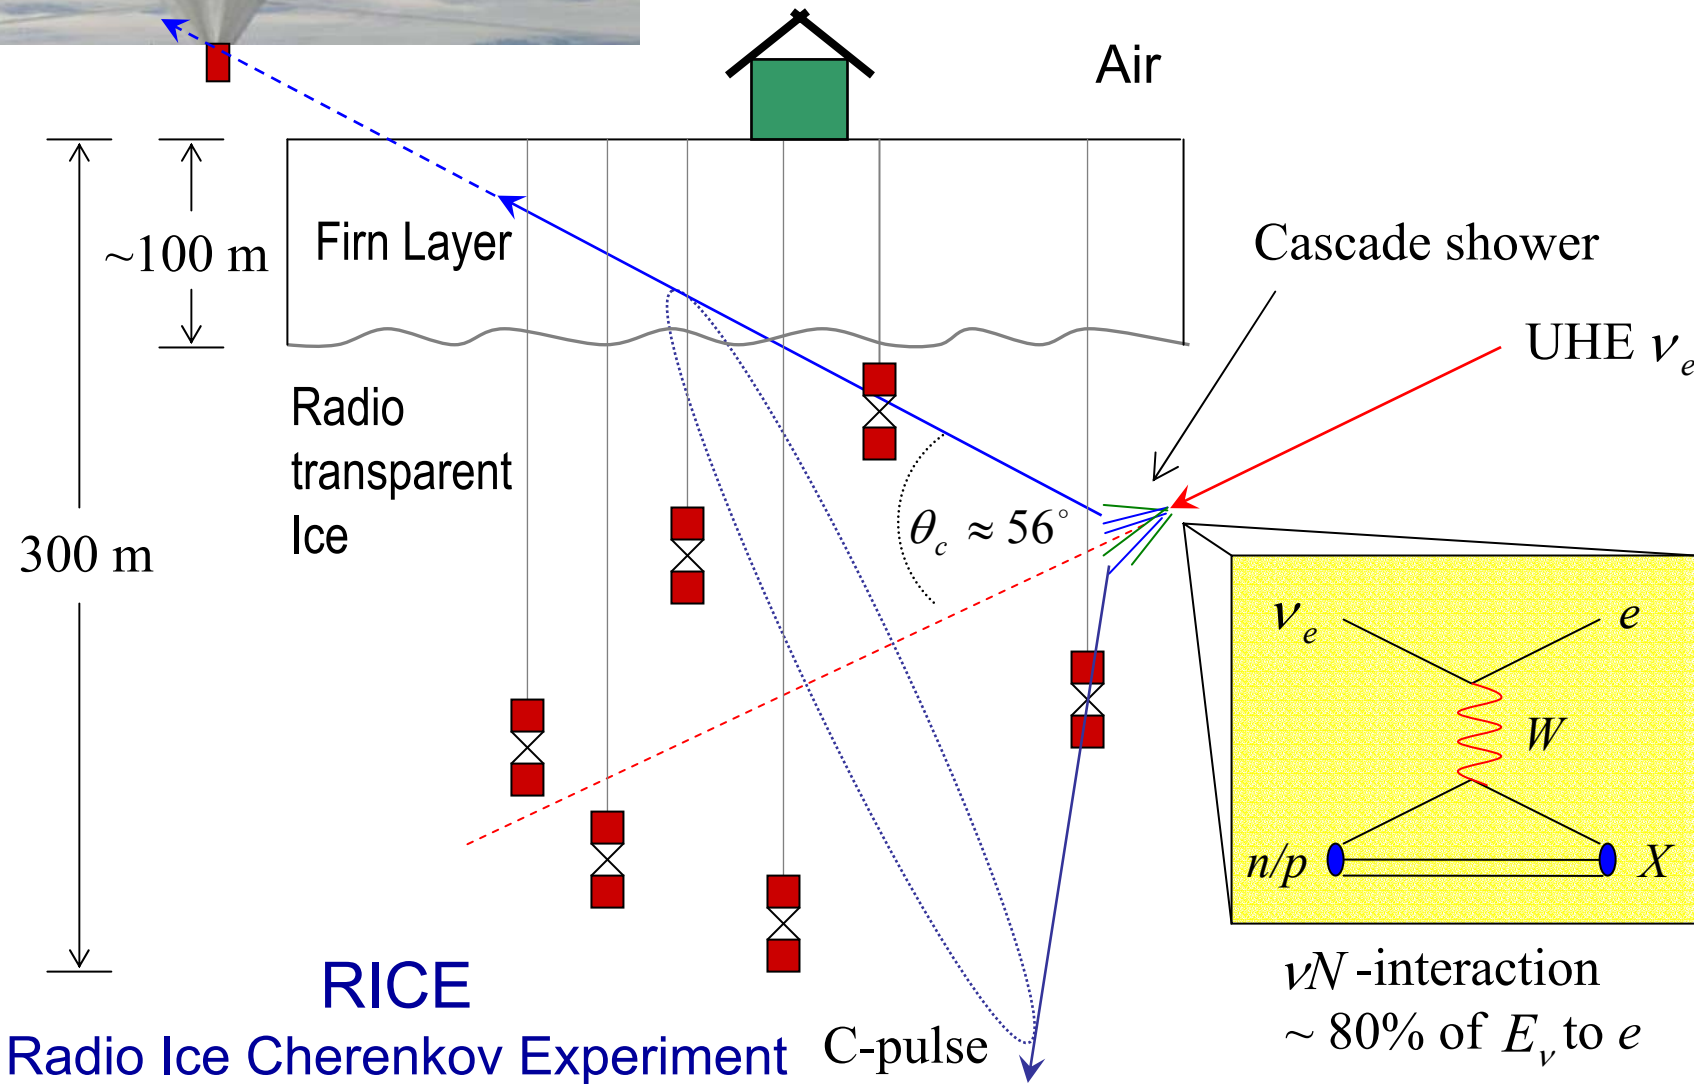 Air
~100 m
Firn Layer
Cascade shower
UHE ν_e
Radio
transparent
Ice
300 m
θ_c ≈ 56°
ν_e
e
W
n/p
X
νN -interaction
~ 80% of E_ν to e
RICE
Radio Ice Cherenkov Experiment
C-pulse